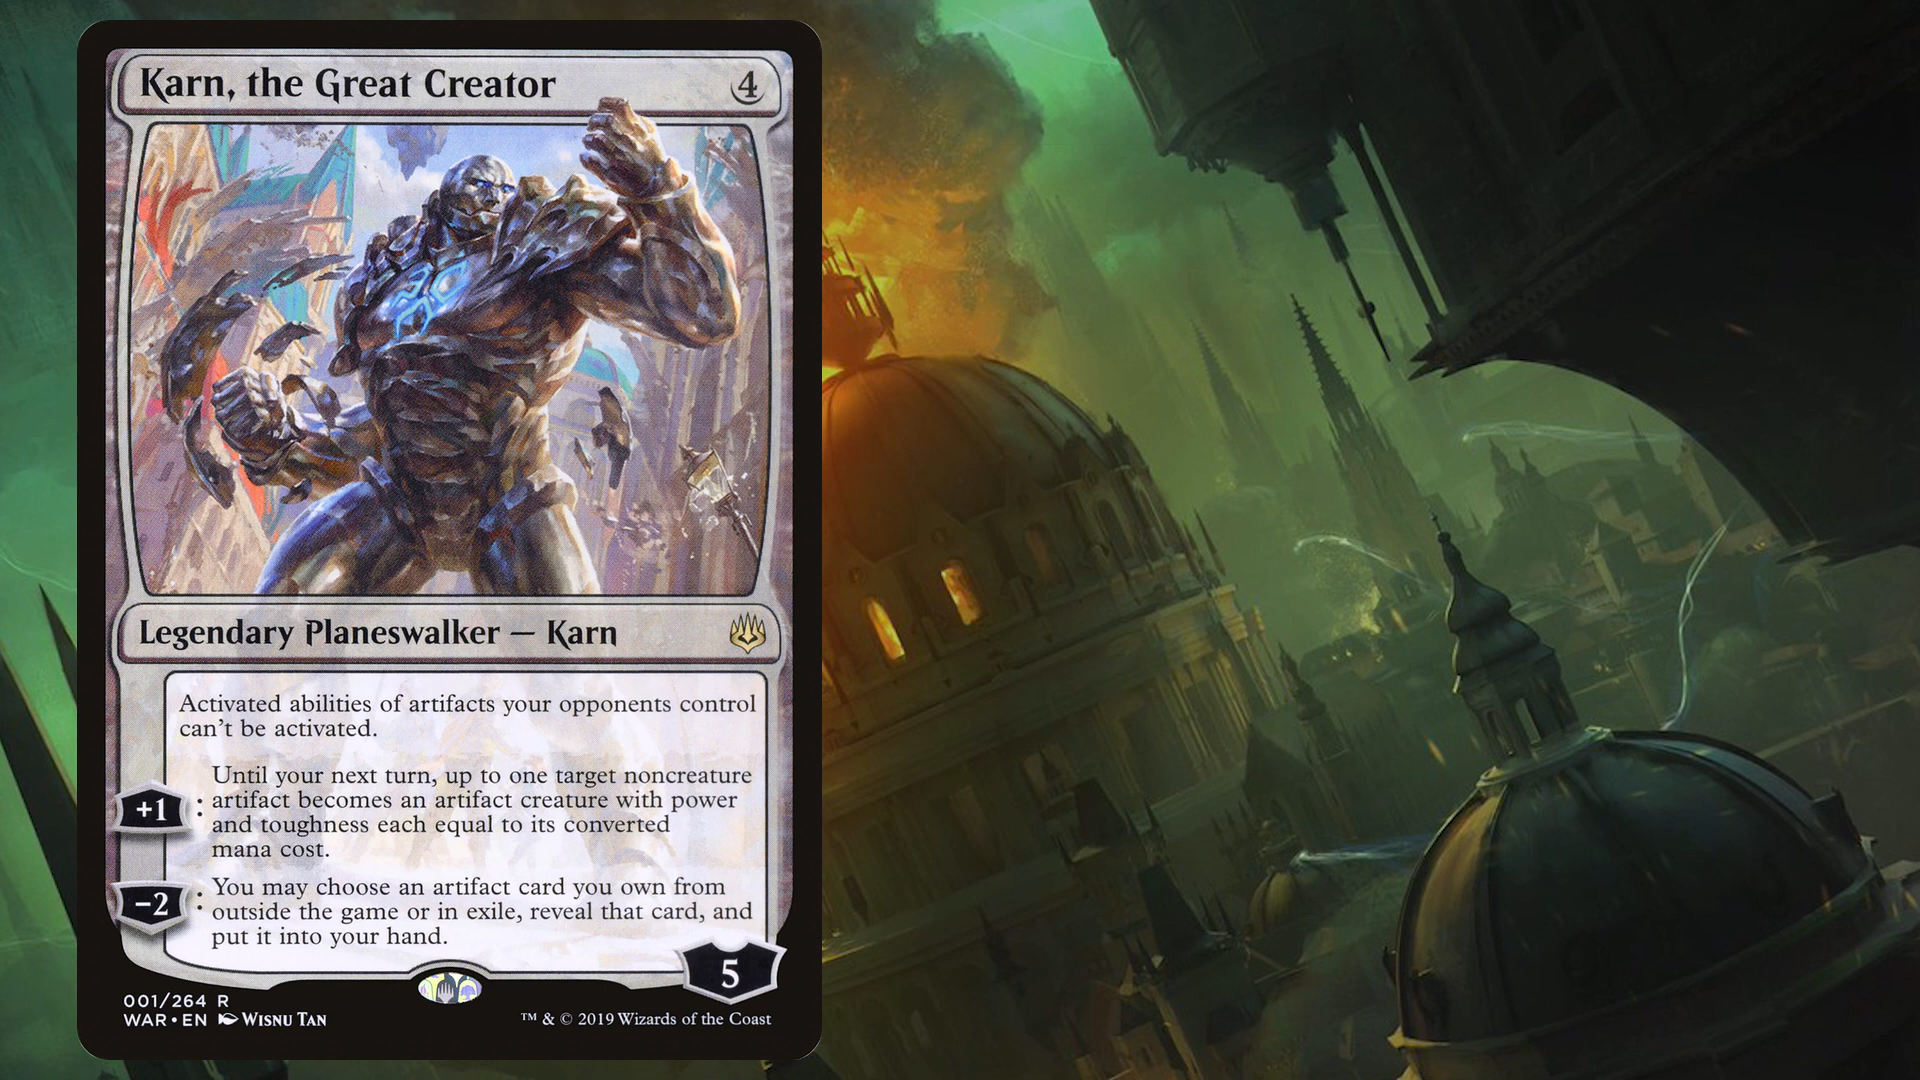 Karn, the Great Creator 4
Legendary Planeswalker — Karn
Activated abilities of artifacts your opponents control
can't be activated.
+1 : Until your next turn, up to one target noncreature
artifact becomes an artifact creature with power
and toughness each equal to its converted
mana cost.
−2 : You may choose an artifact card you own from
outside the game or in exile, reveal that card, and
put it into your hand.
5
001/264 R
WAR • EN Wisnu Tan
™ & © 2019 Wizards of the Coast